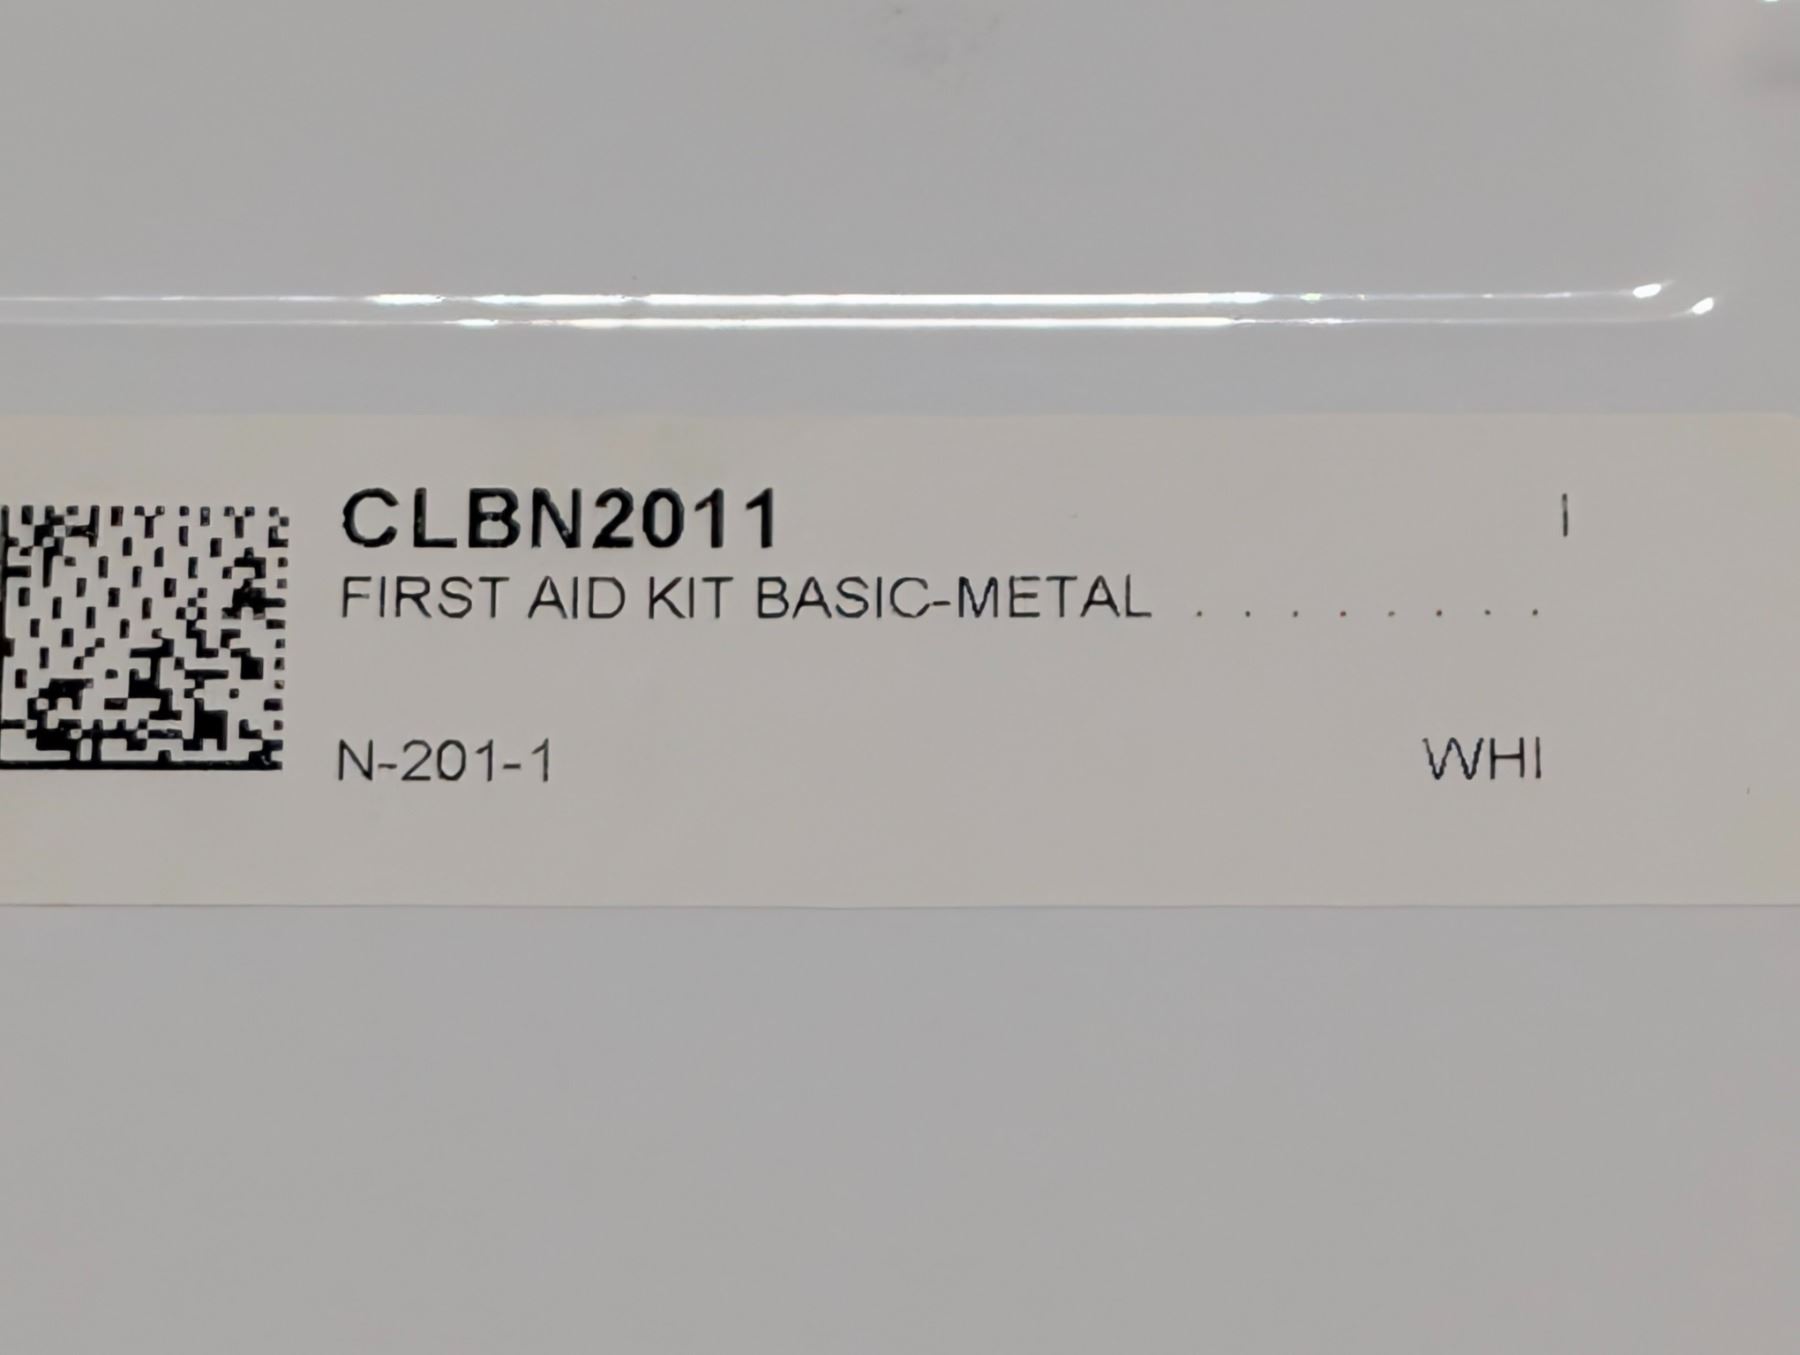 CLBN2011 I
FIRST AID KIT BASIC-METAL . . . . . . . .
N-201-1 WHI